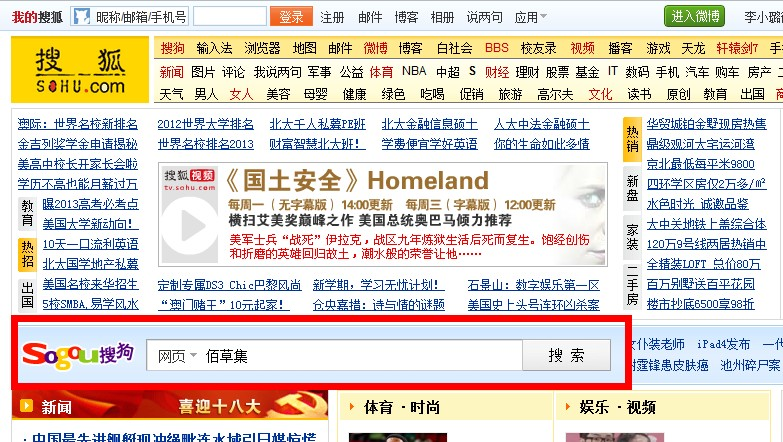 我的搜狐 昵称/邮箱/手机号 登录 注册 邮件 博客 相册 说两句 应用 进入微博 李小璐
搜狐
SOHU.com
搜狗 输入法 浏览器 地图 邮件 微博 博客 白社会 BBS 校友录 视频 播客 游戏 天龙 轩辕剑7 手
新闻 图片 评论 我说两句 军事 公益 体育 NBA 中超 S 财经 理财 股票 基金 IT 数码 手机 汽车 购车 房产
天气 男人 女人 美容 母婴 健康 绿色 吃喝 促销 旅游 高尔夫 文化 读书 原创 教育 出国
澳际：世界名校新排名
金吉列奖学金申请揭秘
美高中校长开家长会啦
学历不高也能月薪过万
教育
曝2013高考必考点
美国大学新动向！
热招
10天一口流利英语
北大国学地产私募
出国
美国名校来华招生
5校SMBA,易学风水
2012世界大学排名 北大千人私募PE班 北大金融信息硕士 人大中法金融硕士
世界名校排名2013 财富智慧北大班！ 学费便宜学好英语 你的生命如此多情
搜狐视频
tv.sohu.com
《国土安全》Homeland
每周一（无字幕版）14:00更新 每周三（字幕版）12:00更新
横扫艾美奖巅峰之作 美国总统奥巴马倾力推荐
美军士兵“战死”伊拉克，战区九年炼狱生活后死而复生。饱经创伤
和折磨的英雄回归故土，潮水般的荣誉让他……
定制专属DS3 Chic巴黎风尚 新学期，学习无忧计划！ 石景山：数字娱乐第一区
“澳门赌王”10元起家！ 仓央嘉措：诗与情的谜题 美国史上头号连环凶杀案
热销
华贸城铂金墅现房热售
鼎级观河大宅运河湾
京北最低每平米9800
新盘
四环学区房仅2万多/㎡
水色时光 诚邀品鉴
家装
大中关地铁上盖综合体
120万9号线两居热销中
全精装LOFT 总价80万
二手房
百万别墅送半亩花园
楼市抄底6500享98折
Sogou搜狗 网页 佰草集 搜 索
女仆装老师 iPad4发布 一代
谢霆锋患皮肤癌 池州碎尸案
新闻 喜迎十八大 体育·时尚 娱乐·视频